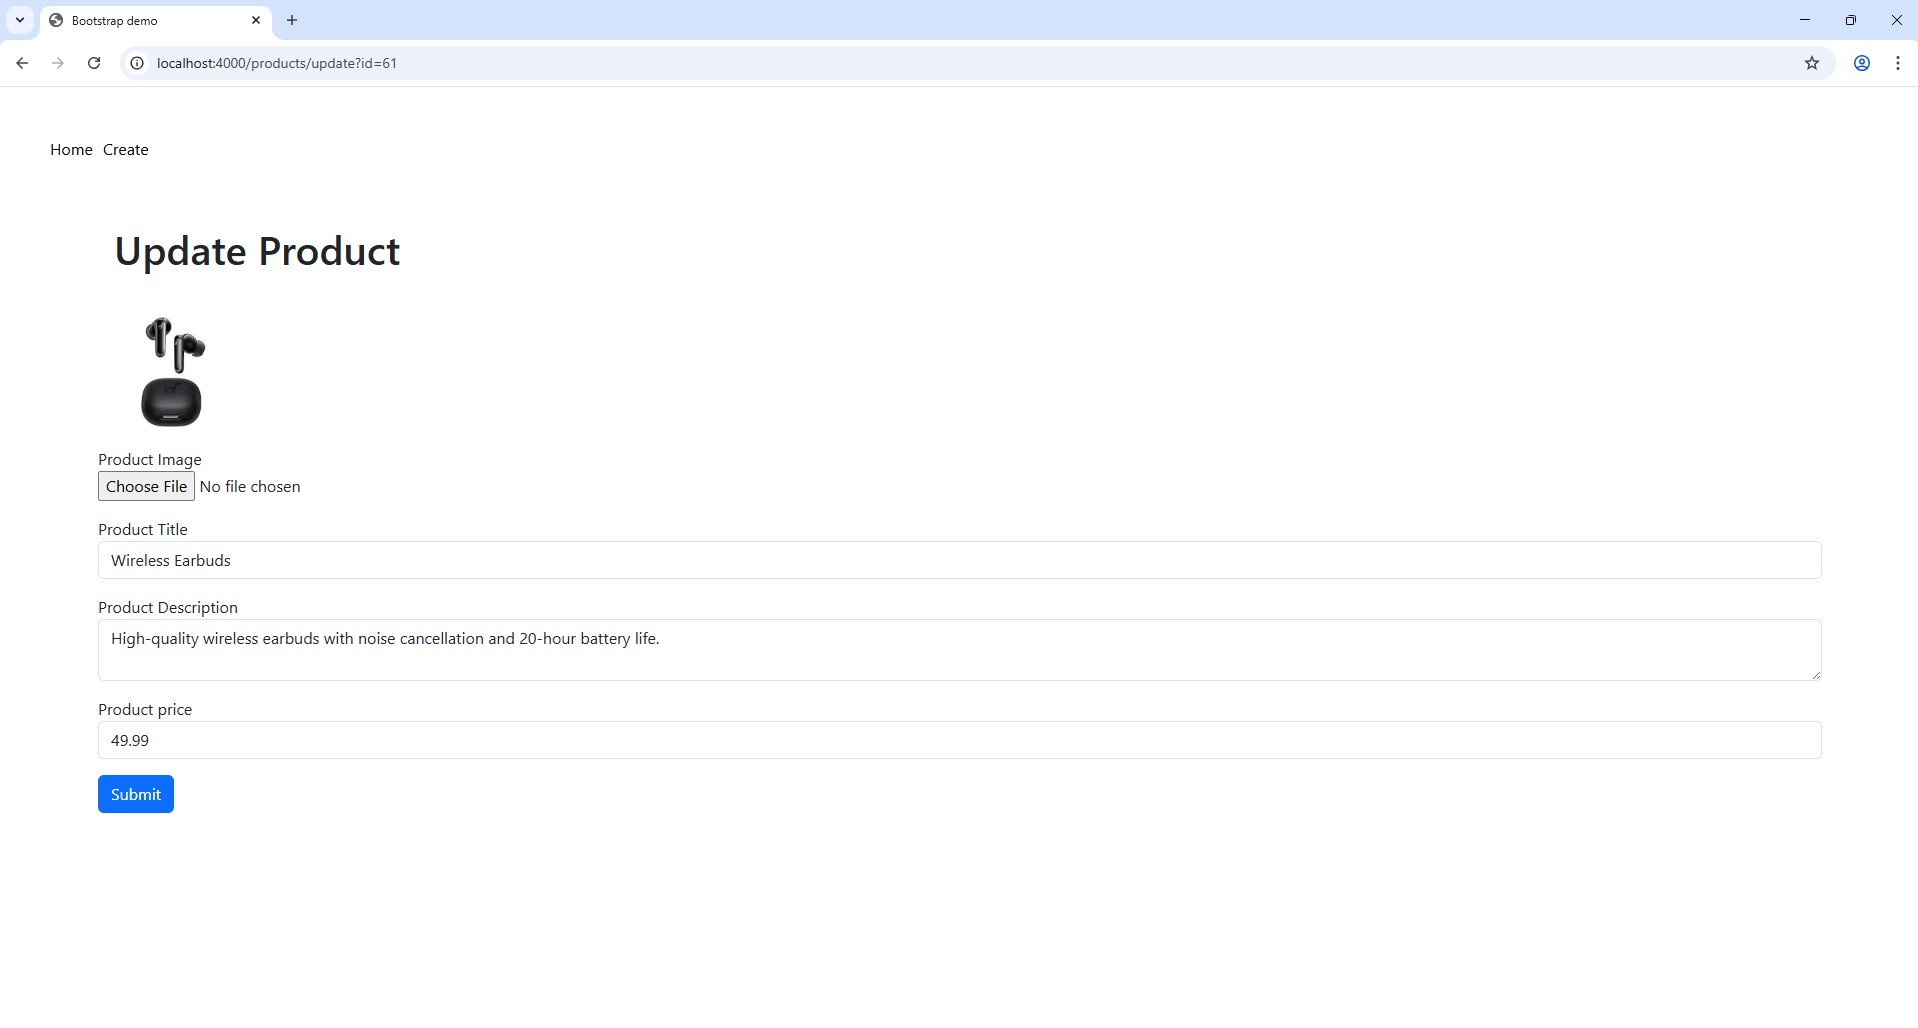 Bootstrap demo
localhost:4000/products/update?id=61
Home Create
Update Product
Product Image
Choose File No file chosen
Product Title
Wireless Earbuds
Product Description
High-quality wireless earbuds with noise cancellation and 20-hour battery life.
Product price
49.99
Submit